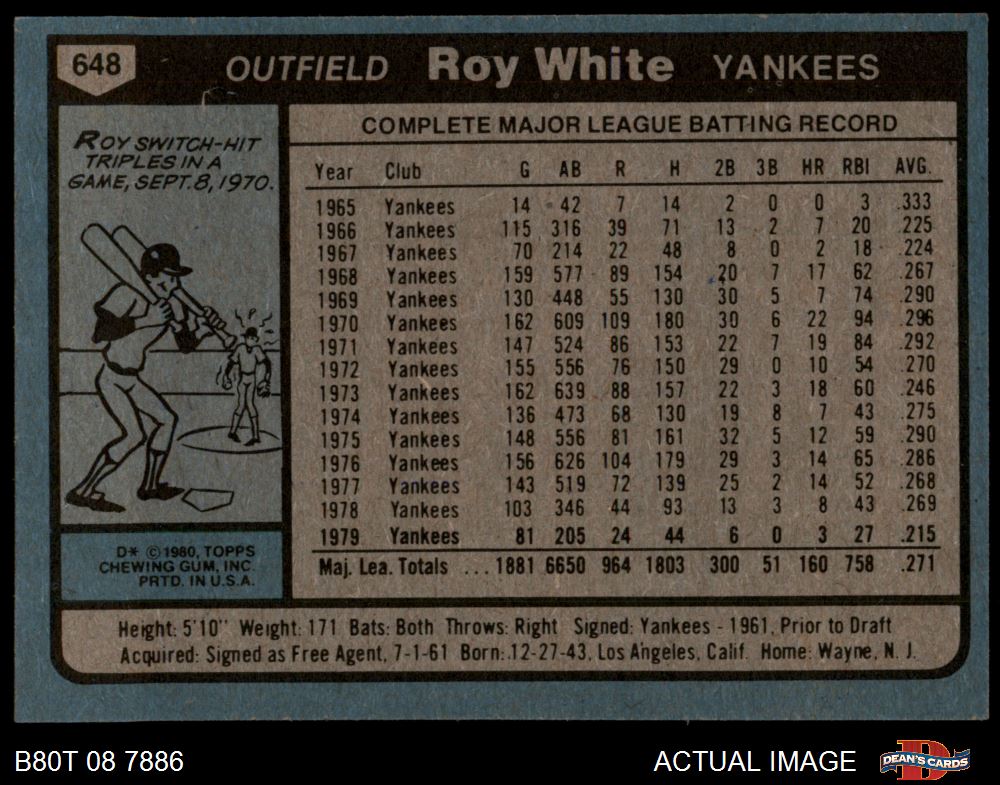 648 OUTFIELD Roy White YANKEES
ROY SWITCH-HIT
TRIPLES IN A
GAME, SEPT. 8, 1970.
D* © 1980, TOPPS
CHEWING GUM, INC.
PRTD. IN U.S.A.
COMPLETE MAJOR LEAGUE BATTING RECORD
Year Club G AB R H 2B 3B HR RBI AVG.
1965 Yankees 14 42 7 14 2 0 0 3 .333
1966 Yankees 115 316 39 71 13 2 7 20 .225
1967 Yankees 70 214 22 48 8 0 2 18 .224
1968 Yankees 159 577 89 154 20 7 17 62 .267
1969 Yankees 130 448 55 130 30 5 7 74 .290
1970 Yankees 162 609 109 180 30 6 22 94 .296
1971 Yankees 147 524 86 153 22 7 19 84 .292
1972 Yankees 155 556 76 150 29 0 10 54 .270
1973 Yankees 162 639 88 157 22 3 18 60 .246
1974 Yankees 136 473 68 130 19 8 7 43 .275
1975 Yankees 148 556 81 161 32 5 12 59 .290
1976 Yankees 156 626 104 179 29 3 14 65 .286
1977 Yankees 143 519 72 139 25 2 14 52 .268
1978 Yankees 103 346 44 93 13 3 8 43 .269
1979 Yankees 81 205 24 44 6 0 3 27 .215
Maj. Lea. Totals ... 1881 6650 964 1803 300 51 160 758 .271
Height: 5'10" Weight: 171 Bats: Both Throws: Right Signed: Yankees - 1961, Prior to Draft
Acquired: Signed as Free Agent, 7-1-61 Born: 12-27-43, Los Angeles, Calif. Home: Wayne, N. J.
B80T 08 7886 ACTUAL IMAGE D DEAN'S CARDS